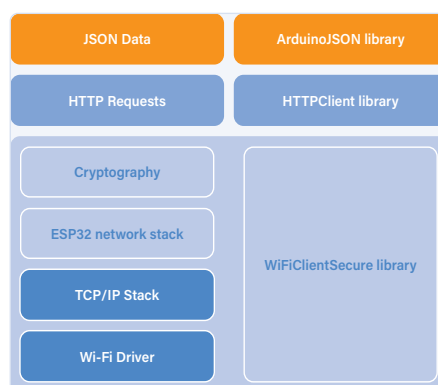 JSON Data
ArduinoJSON library
HTTP Requests
HTTPClient library
Cryptography
ESP32 network stack
WiFiClientSecure library
TCP/IP Stack
Wi-Fi Driver